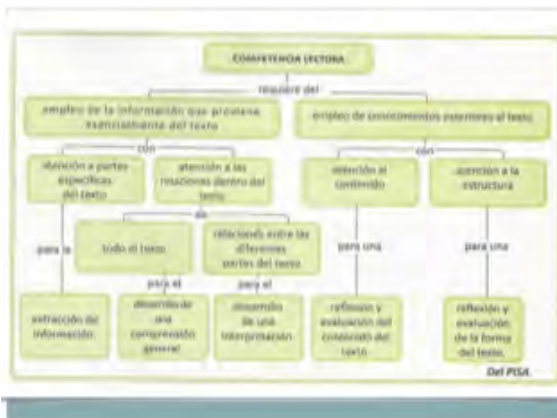 COMPETENCIA LECTORA
requiere del
empleo de la información que proviene
esencialmente del texto
empleo de conocimientos exteriores al texto
con
con
atención a partes
específicas
del texto
atención a las
relaciones dentro del
texto
atención al
contenido
atención a la
estructura
de
para la
todo el texto
relaciones entre las
diferentes
partes del texto
para una
para una
para el
para el
extracción de
información
desarrollo de
una
comprensión
general
desarrollo
de una
interpretación
reflexión y
evaluación del
contenido del
texto
reflexión y
evaluación
de la forma
del texto.
Del PISA